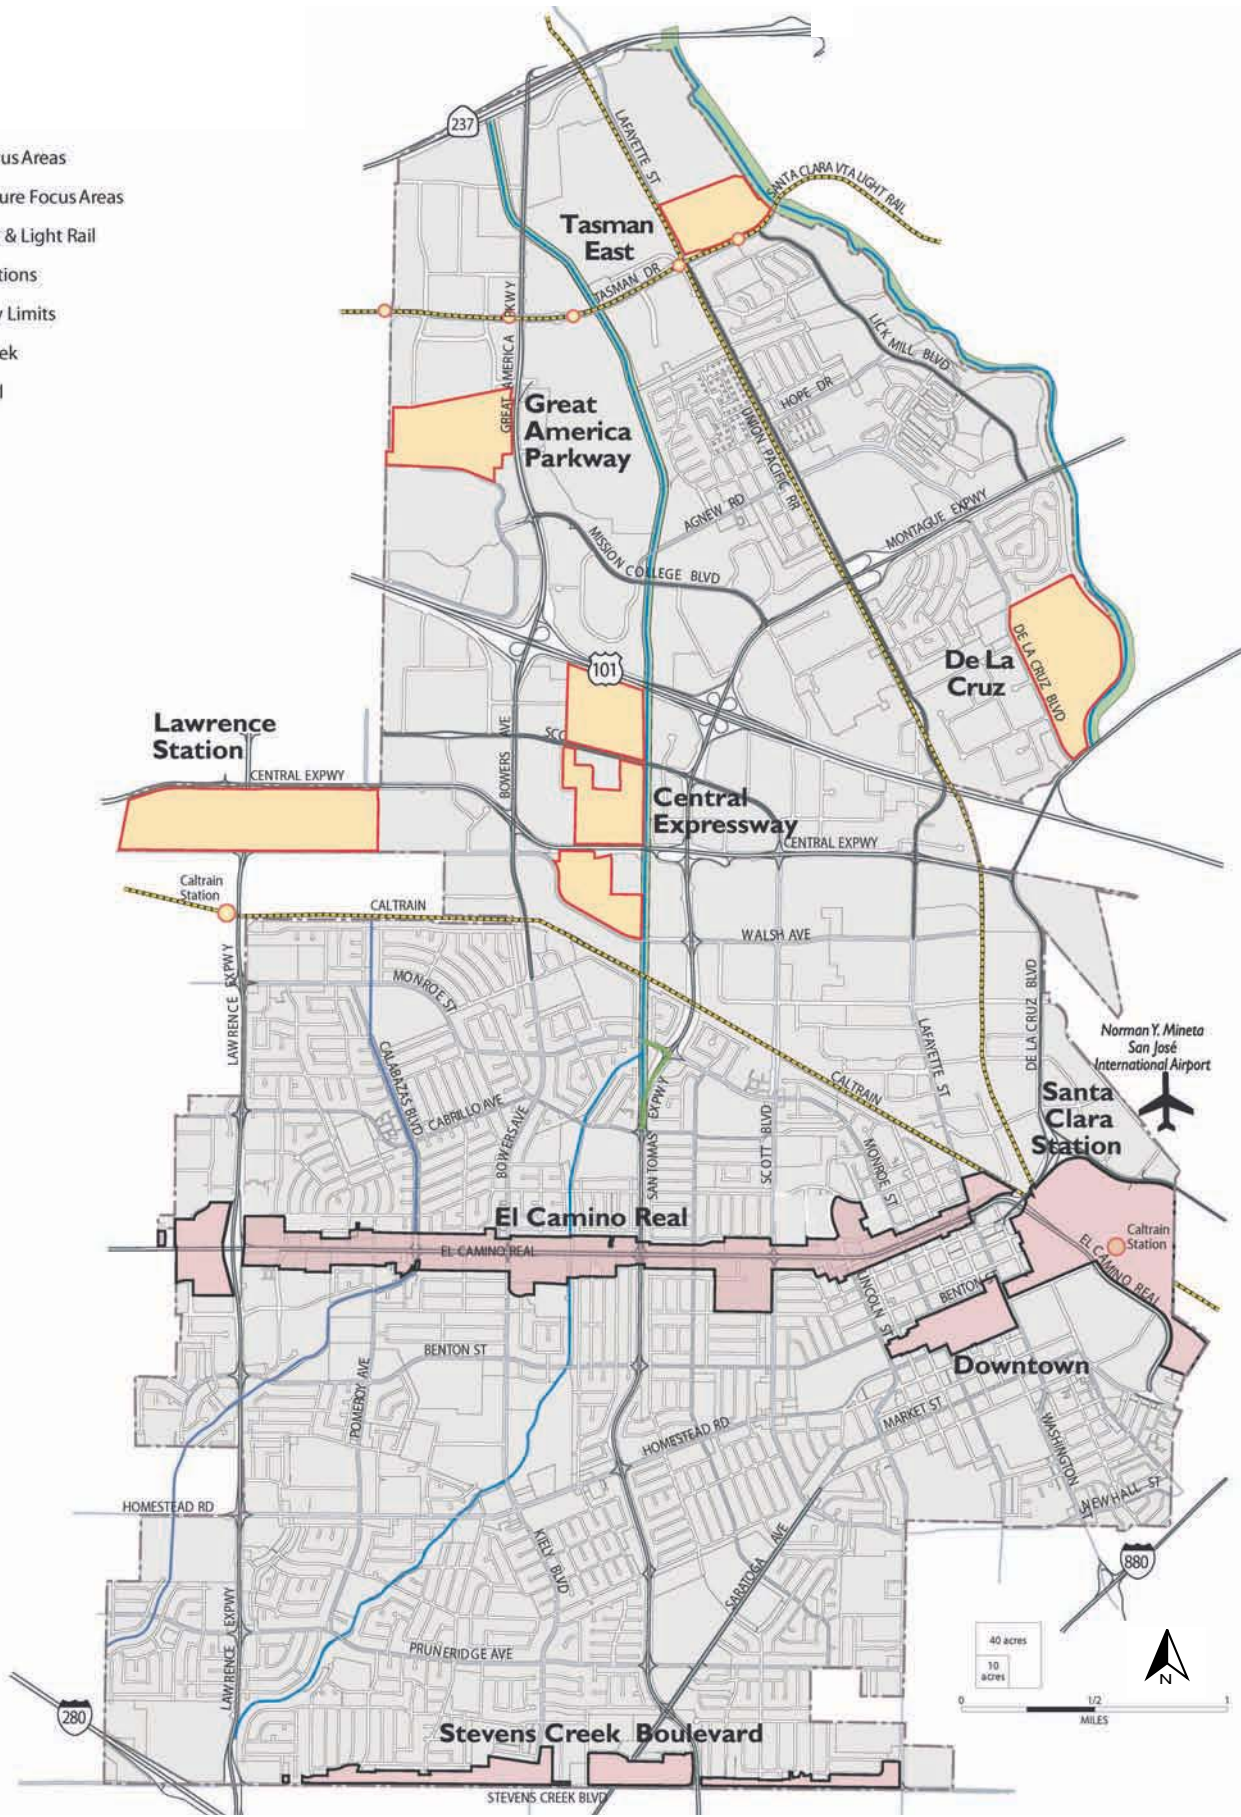 us Areas
ure Focus Areas
& Light Rail
tions
Limits
ek
237
LAFAYETTE ST
SANTA CLARA VTA LIGHT RAIL
Tasman
East
TASMAN DR
GREAT AMERICA PKWY
LICK MILL BLVD
HOPE DR
Great
America
Parkway
UNION PACIFIC RR
AGNEW RD
MONTAGUE EXPWY
MISSION COLLEGE BLVD
101
De La
Cruz
DE LA CRUZ BLVD
Lawrence
Station
BOWERS AVE
SCO
CENTRAL EXPWY
Central
Expressway
CENTRAL EXPWY
Caltrain
Station
CALTRAIN
WALSH AVE
LAWRENCE EXPWY
MONROE ST
DE LA CRUZ BLVD
LAFAYETTE ST
Norman Y. Mineta
San José
International Airport
CALABAZAS BLVD
CABRILLO AVE
BOWERS AVE
SAN TOMAS EXPWY
SCOTT BLVD
CALTRAIN
MONROE ST
Santa
Clara
Station
El Camino Real
EL CAMINO REAL
EL CAMINO REAL
Caltrain
Station
LINCOLN ST
BENTON ST
BENTON ST
POMEROY AVE
Downtown
MARKET ST
HOMESTEAD RD
WASHINGTON ST
NEWHALL ST
HOMESTEAD RD
KIELY BLVD
SARATOGA AVE
880
LAWRENCE EXPWY
PRUNERIDGE AVE
40 acres
10
acres
N
0 1/2 1
MILES
280
Stevens Creek Boulevard
STEVENS CREEK BLVD